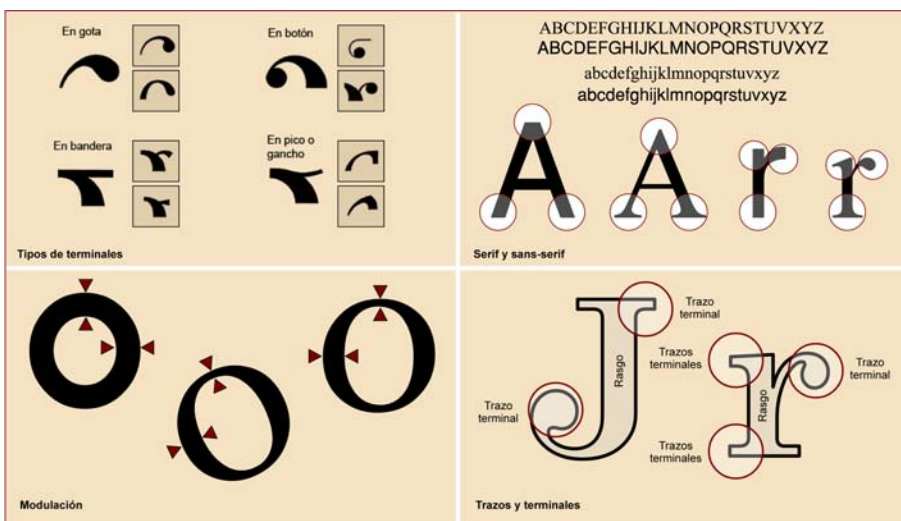 En gota
En botón
En bandera
En pico o
gancho
Tipos de terminales
ABCDEFGHIJKLMNOPQRSTUVXYZ
ABCDEFGHIJKLMNOPQRSTUVXYZ
abcdefghijklmnopqrstuvxyz
abcdefghijklmnopqrstuvxyz
A A r r
Serif y sans-serif
O O O
Modulación
Trazo
terminal
Rasgo
Trazo
terminal
J
Trazos
terminales
Trazo
terminal
Rasgo
Trazos
terminales
r
Trazos y terminales